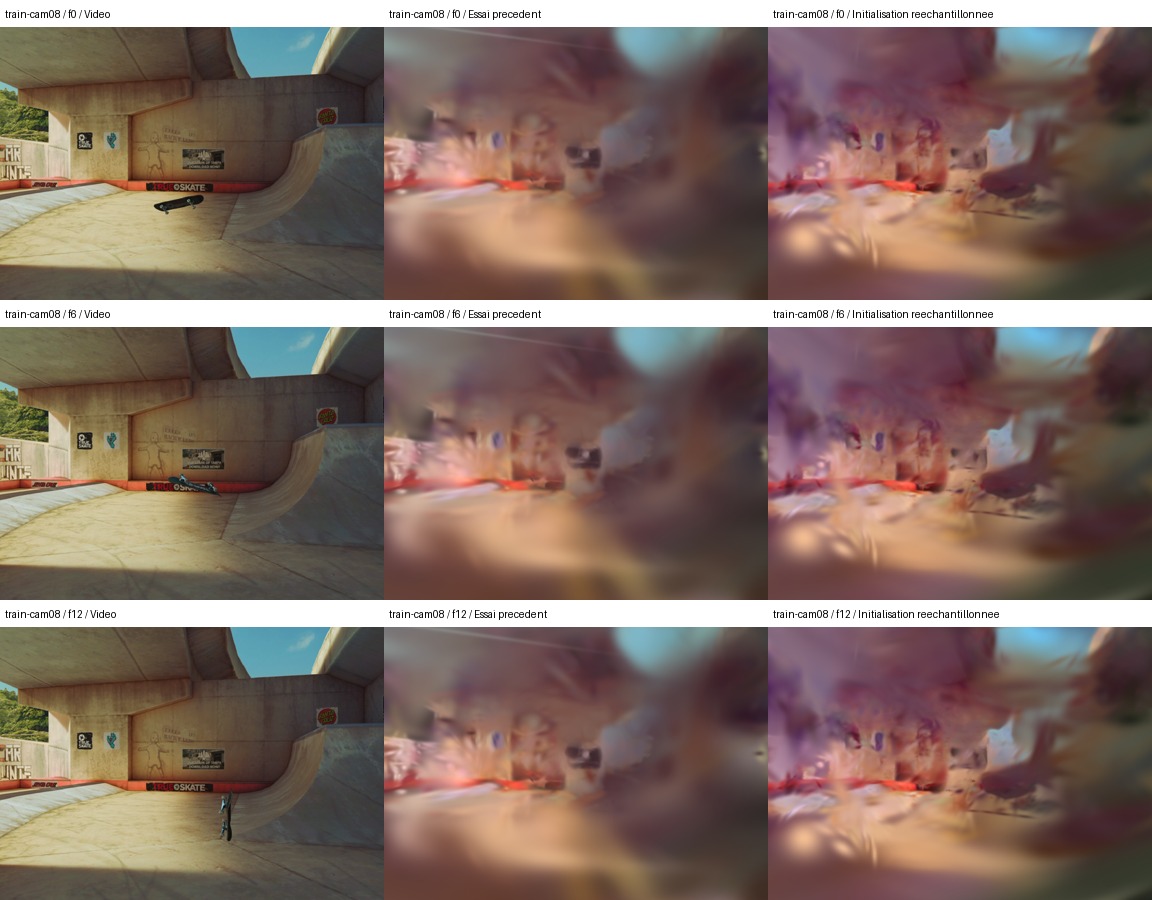 train-cam08 / f0 / Video
train-cam08 / f0 / Essai precedent
train-cam08 / f0 / Initialisation reechantillonnee
TRUE SKATE
train-cam08 / f6 / Video
train-cam08 / f6 / Essai precedent
train-cam08 / f6 / Initialisation reechantillonnee
train-cam08 / f12 / Video
train-cam08 / f12 / Essai precedent
train-cam08 / f12 / Initialisation reechantillonnee
TRUE SKATE